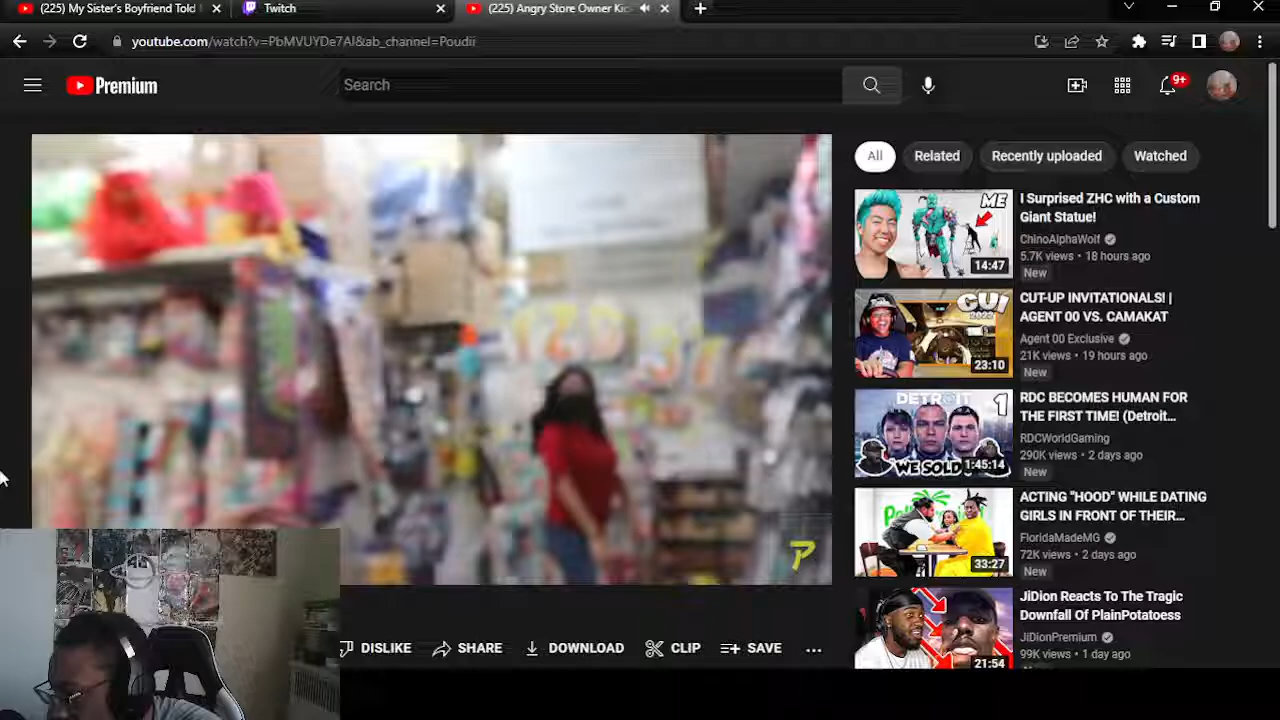 (225) My Sister's Boyfriend Told
Twitch
(225) Angry Store Owner Kic
youtube.com/watch?v=PbMVUYDe7AI&ab_channel=Poudii
Premium
Search
9+
All
Related
Recently uploaded
Watched
ME
14:47
I Surprised ZHC with a Custom
Giant Statue!
ChinoAlphaWolf
5.7K views • 18 hours ago
New
CUI
2022
23:10
CUT-UP INVITATIONALS! |
AGENT 00 VS. CAMAKAT
Agent 00 Exclusive
21K views • 19 hours ago
New
DETROIT
1
WE SOLD
1:45:14
RDC BECOMES HUMAN FOR
THE FIRST TIME! (Detroit...
RDCWorldGaming
290K views • 2 days ago
New
33:27
ACTING "HOOD" WHILE DATING
GIRLS IN FRONT OF THEIR...
FloridaMadeMG
72K views • 2 days ago
New
21:54
JiDion Reacts To The Tragic
Downfall Of PlainPotatoess
JiDionPremium
99K views • 1 day ago
P
DISLIKE
SHARE
DOWNLOAD
CLIP
SAVE